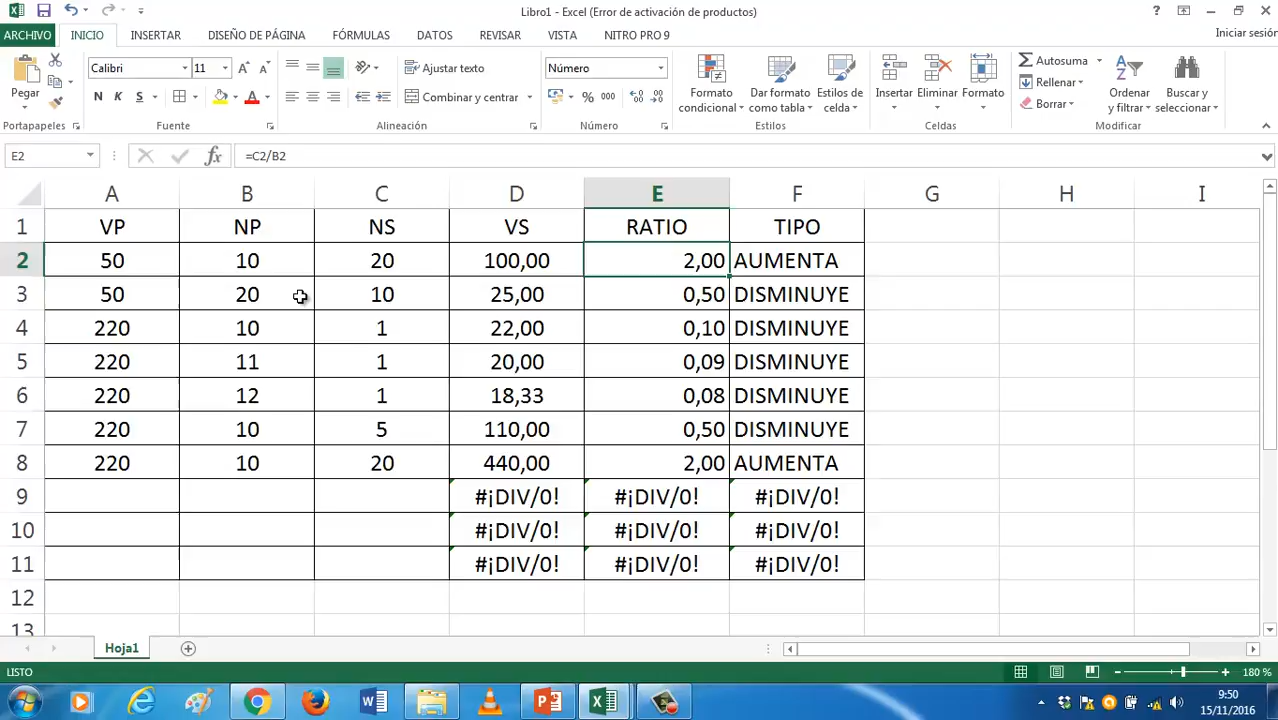 Libro1 - Excel (Error de activación de productos)
ARCHIVO INICIO INSERTAR DISEÑO DE PÁGINA FÓRMULAS DATOS REVISAR VISTA NITRO PRO 9 Iniciar sesión
Pegar
Portapapeles
Calibri 11
N K S
Fuente
Ajustar texto
Combinar y centrar
Alineación
Número
% 000
Número
Formato condicional
Dar formato como tabla
Estilos de celda
Estilos
Insertar Eliminar Formato
Celdas
Autosuma
Rellenar
Borrar
Ordenar y filtrar
Buscar y seleccionar
Modificar
E2 fx =C2/B2
A B C D E F G H I
1 VP NP NS VS RATIO TIPO
2 50 10 20 100,00 2,00 AUMENTA
3 50 20 10 25,00 0,50 DISMINUYE
4 220 10 1 22,00 0,10 DISMINUYE
5 220 11 1 20,00 0,09 DISMINUYE
6 220 12 1 18,33 0,08 DISMINUYE
7 220 10 5 110,00 0,50 DISMINUYE
8 220 10 20 440,00 2,00 AUMENTA
9 #¡DIV/0! #¡DIV/0! #¡DIV/0!
10 #¡DIV/0! #¡DIV/0! #¡DIV/0!
11 #¡DIV/0! #¡DIV/0! #¡DIV/0!
12
13
Hoja1
LISTO 180 %
9:50
15/11/2016